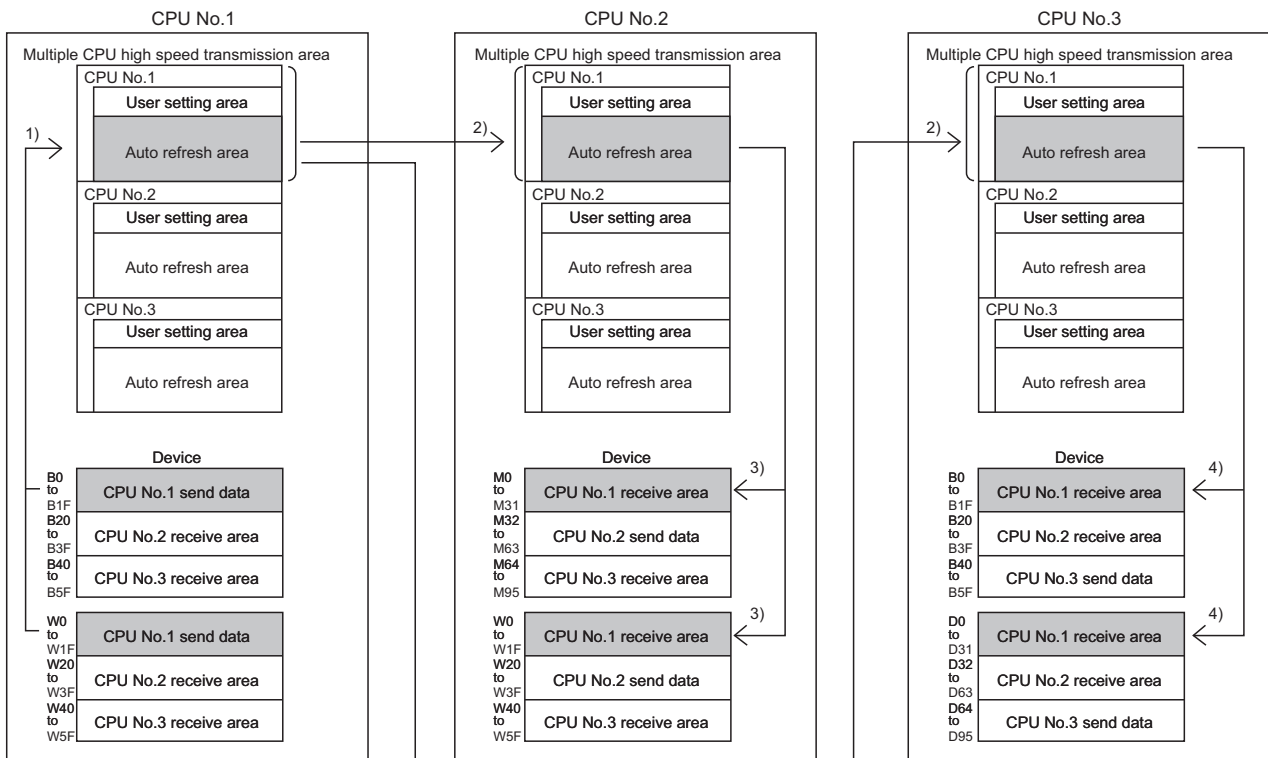 CPU No.1
Multiple CPU high speed transmission area
CPU No.1
User setting area
Auto refresh area
1)
CPU No.2
User setting area
Auto refresh area
CPU No.3
User setting area
Auto refresh area
Device
B0
to
B1F
CPU No.1 send data
B20
to
B3F
CPU No.2 receive area
B40
to
B5F
CPU No.3 receive area
W0
to
W1F
CPU No.1 send data
W20
to
W3F
CPU No.2 receive area
W40
to
W5F
CPU No.3 receive area
CPU No.2
Multiple CPU high speed transmission area
CPU No.1
User setting area
Auto refresh area
2)
CPU No.2
User setting area
Auto refresh area
CPU No.3
User setting area
Auto refresh area
Device
M0
to
M31
CPU No.1 receive area
3)
M32
to
M63
CPU No.2 send data
M64
to
M95
CPU No.3 receive area
W0
to
W1F
CPU No.1 receive area
3)
W20
to
W3F
CPU No.2 send data
W40
to
W5F
CPU No.3 receive area
CPU No.3
Multiple CPU high speed transmission area
CPU No.1
User setting area
Auto refresh area
2)
CPU No.2
User setting area
Auto refresh area
CPU No.3
User setting area
Auto refresh area
Device
B0
to
B1F
CPU No.1 receive area
4)
B20
to
B3F
CPU No.2 receive area
B40
to
B5F
CPU No.3 send data
D0
to
D31
CPU No.1 receive area
4)
D32
to
D63
CPU No.2 receive area
D64
to
D95
CPU No.3 send data